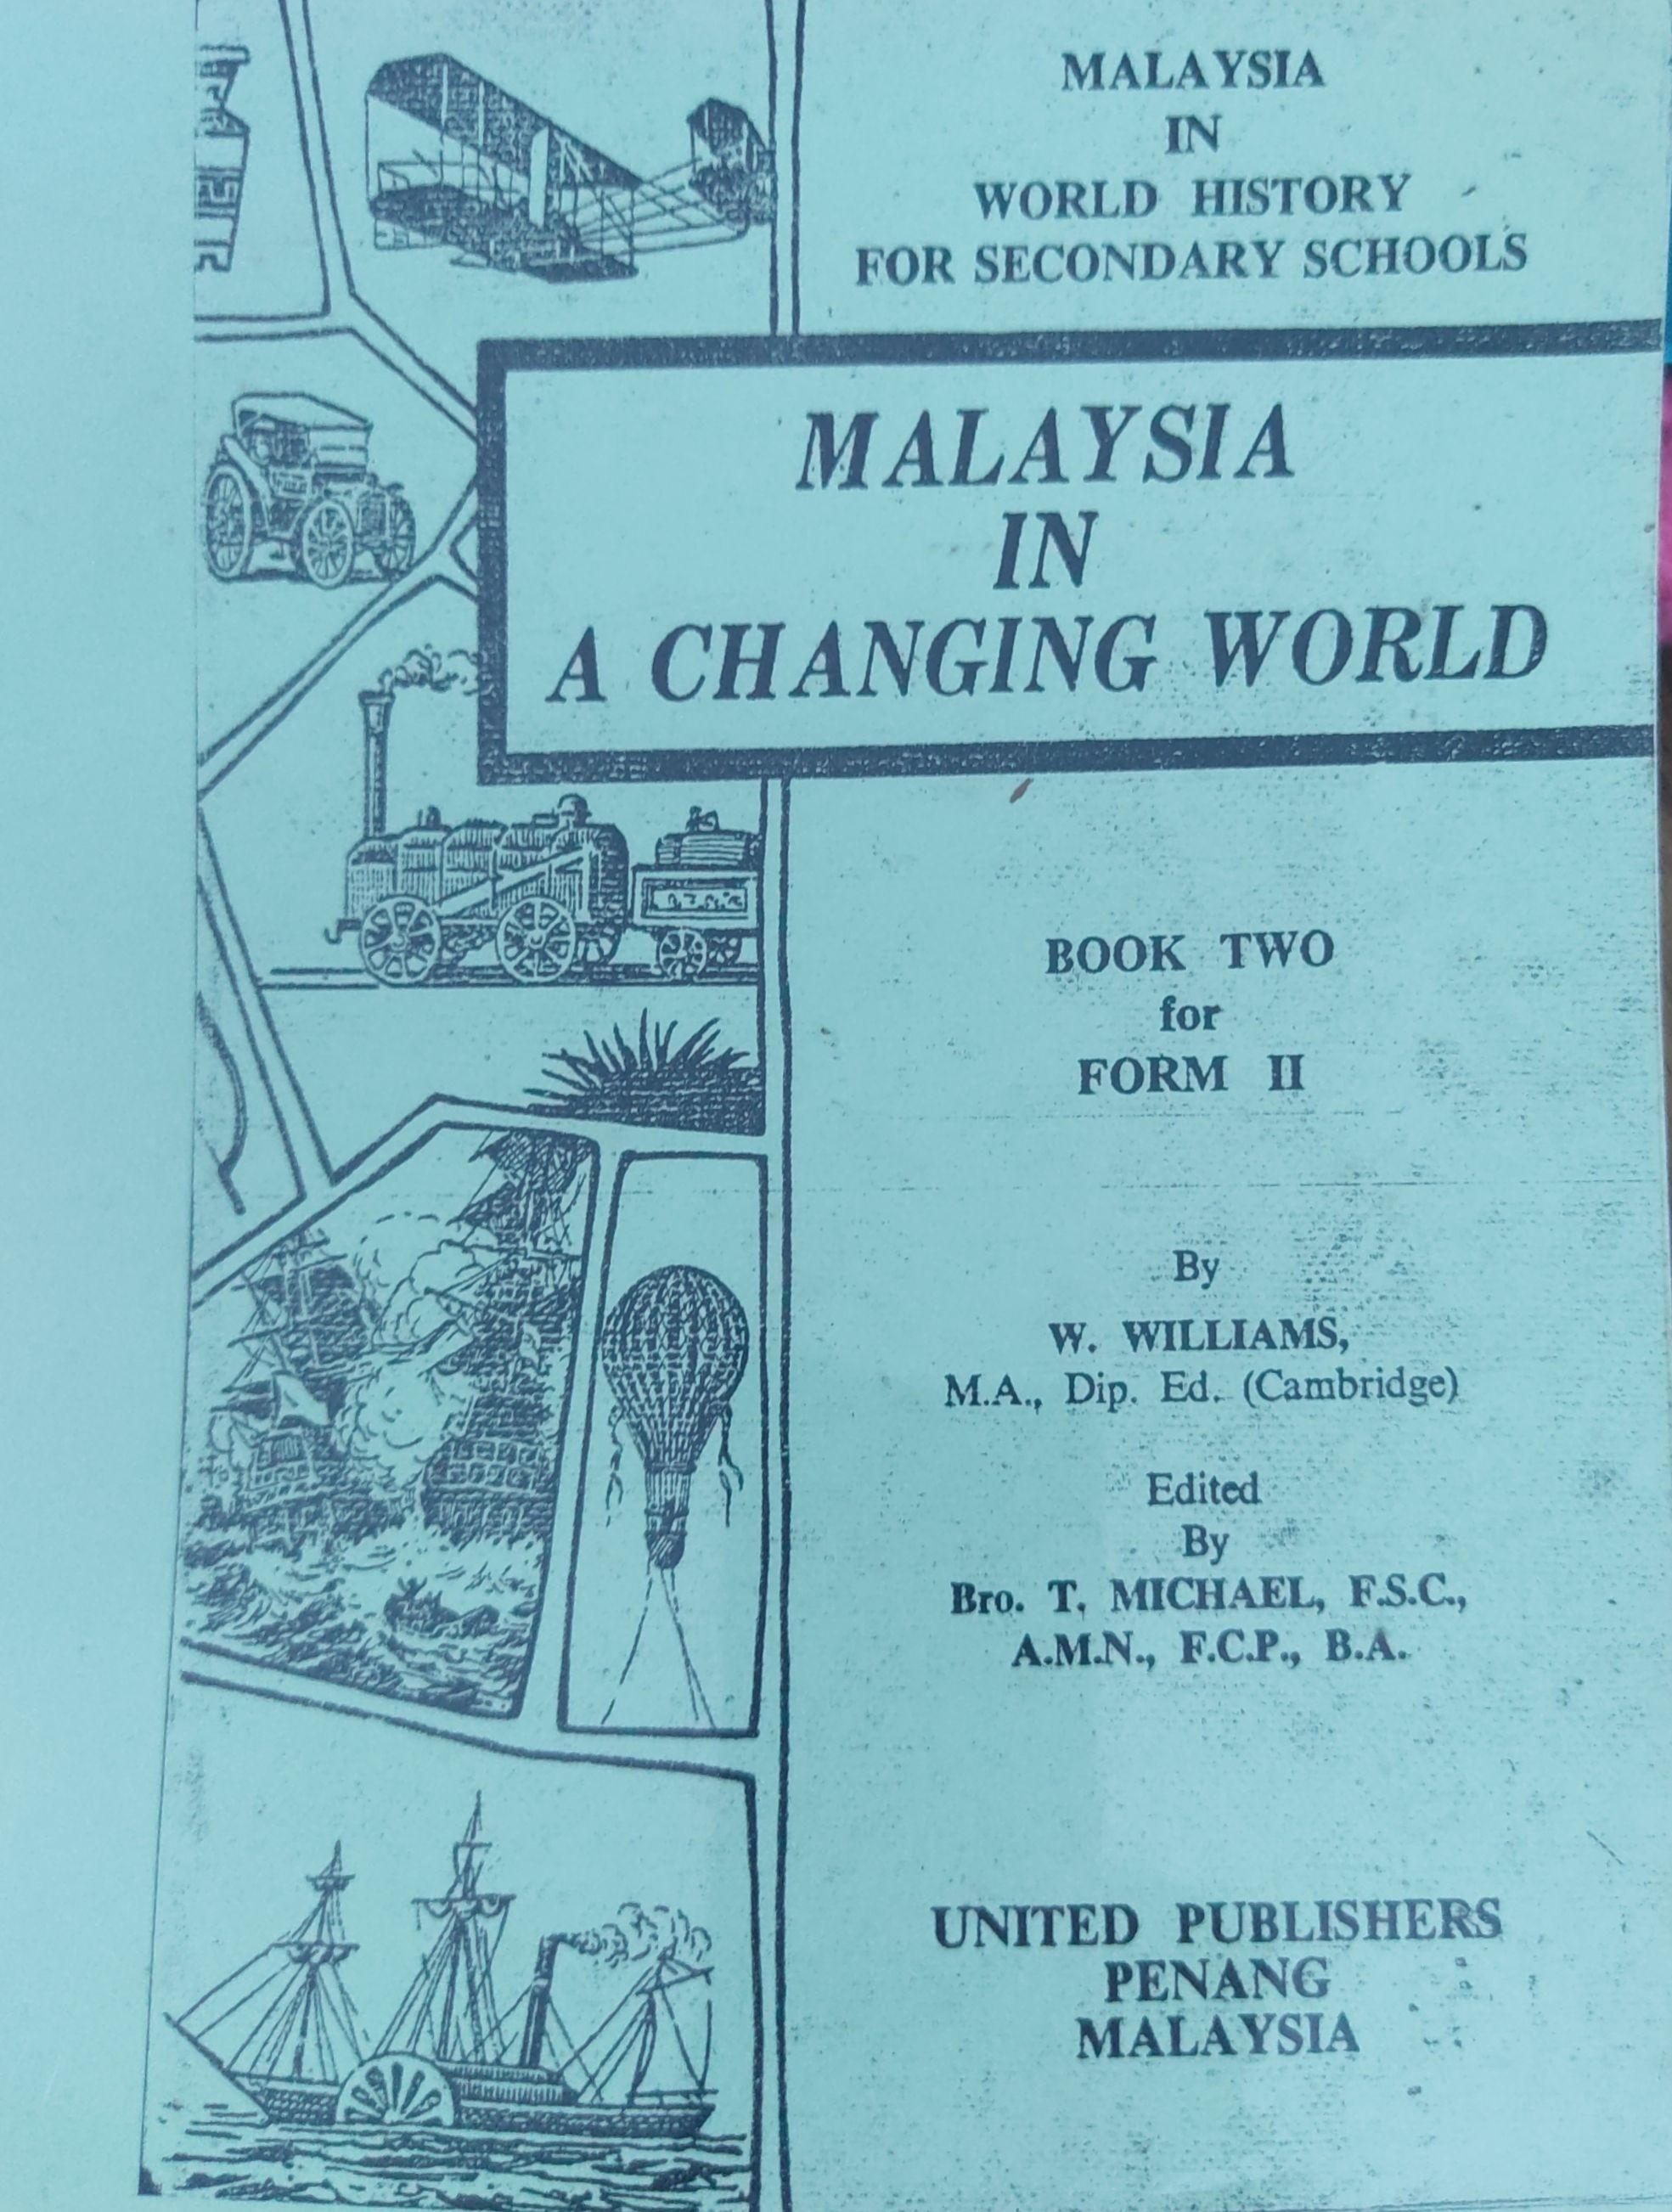 MALAYSIA
IN
WORLD HISTORY
FOR SECONDARY SCHOOLS
MALAYSIA
IN
A CHANGING WORLD
BOOK TWO
for
FORM II
By
W. WILLIAMS,
M.A., Dip. Ed. (Cambridge)
Edited
By
Bro. T. MICHAEL, F.S.C.,
A.M.N., F.C.P., B.A.
UNITED PUBLISHERS
PENANG
MALAYSIA